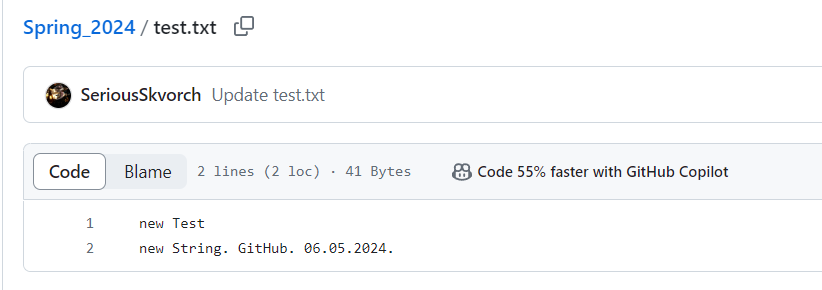 Spring_2024 / test.txt
SeriousSkvorch Update test.txt
Code Blame 2 lines (2 loc) · 41 Bytes Code 55% faster with GitHub Copilot
1 new Test
2 new String. GitHub. 06.05.2024.